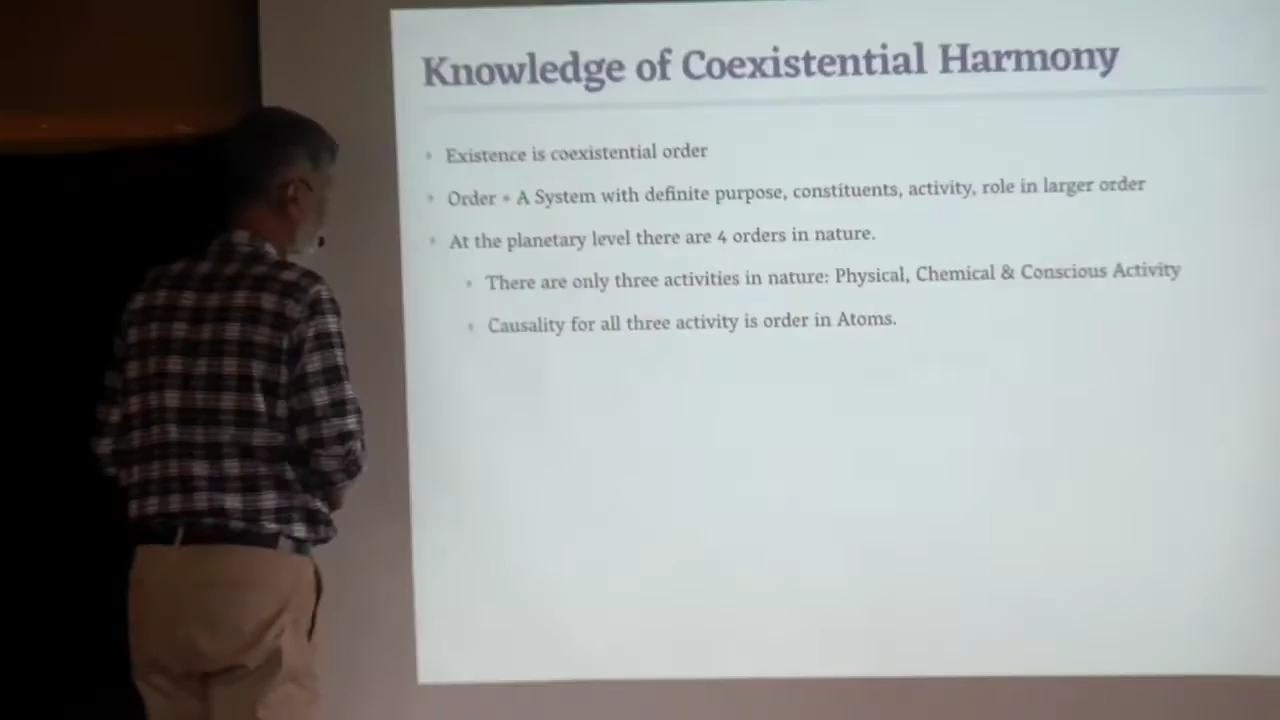 Knowledge of Coexistential Harmony
Existence is coexistential order
Order = A System with definite purpose, constituents, activity, role in larger order
At the planetary level there are 4 orders in nature.
There are only three activities in nature: Physical, Chemical & Conscious Activity
Causality for all three activity is order in Atoms.